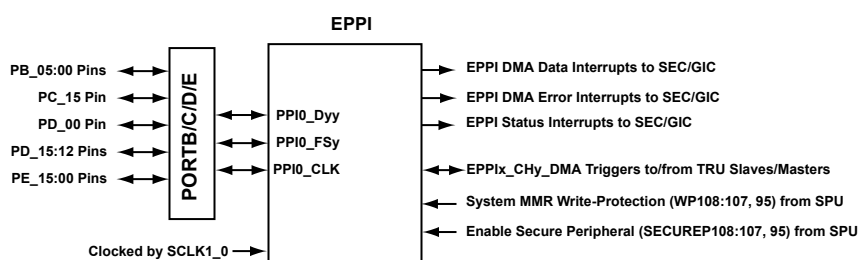 EPPI
PB_05:00 Pins
PC_15 Pin
PD_00 Pin
PD_15:12 Pins
PE_15:00 Pins
PORTB/C/D/E
PPI0_Dyy
PPI0_FSy
PPI0_CLK
Clocked by SCLK1_0
EPPI DMA Data Interrupts to SEC/GIC
EPPI DMA Error Interrupts to SEC/GIC
EPPI Status Interrupts to SEC/GIC
EPPIx_CHy_DMA Triggers to/from TRU Slaves/Masters
System MMR Write-Protection (WP108:107, 95) from SPU
Enable Secure Peripheral (SECUREP108:107, 95) from SPU